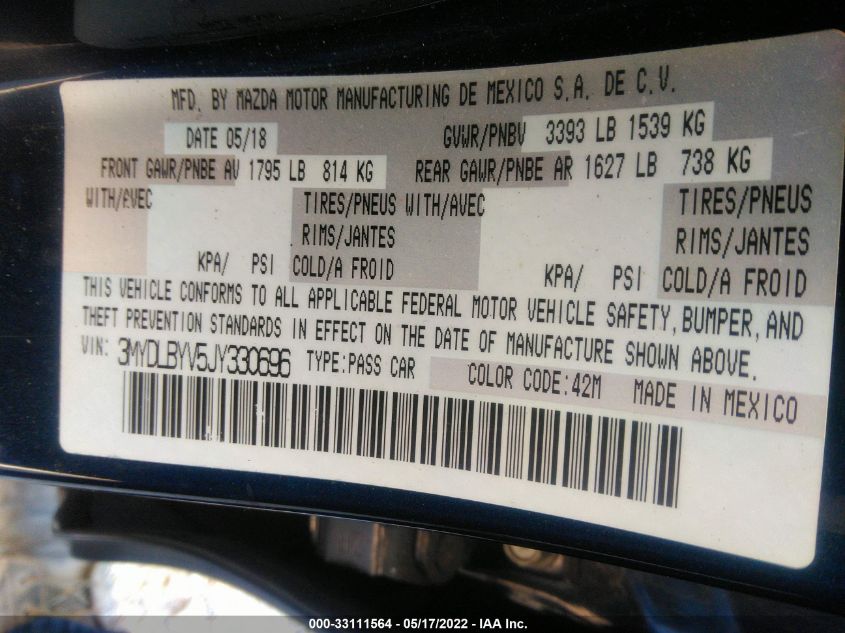 MFD. BY MAZDA MOTOR MANUFACTURING DE MEXICO S.A. DE C.V.
DATE 05/18 GVWR/PNBV 3393 LB 1539 KG
FRONT GAWR/PNBE AV 1795 LB 814 KG REAR GAWR/PNBE AR 1627 LB 738 KG
WITH/AVEC TIRES/PNEUS WITH/AVEC TIRES/PNEUS
RIMS/JANTES RIMS/JANTES
KPA/ PSI COLD/A FROID KPA/ PSI COLD/A FROID
THIS VEHICLE CONFORMS TO ALL APPLICABLE FEDERAL MOTOR VEHICLE SAFETY, BUMPER, AND
THEFT PREVENTION STANDARDS IN EFFECT ON THE DATE OF MANUFACTURE SHOWN ABOVE.
VIN: 3MYDLBYV5JY330696 TYPE:PASS CAR COLOR CODE:42M MADE IN MEXICO
000-33111564 - 05/17/2022 - IAA Inc.